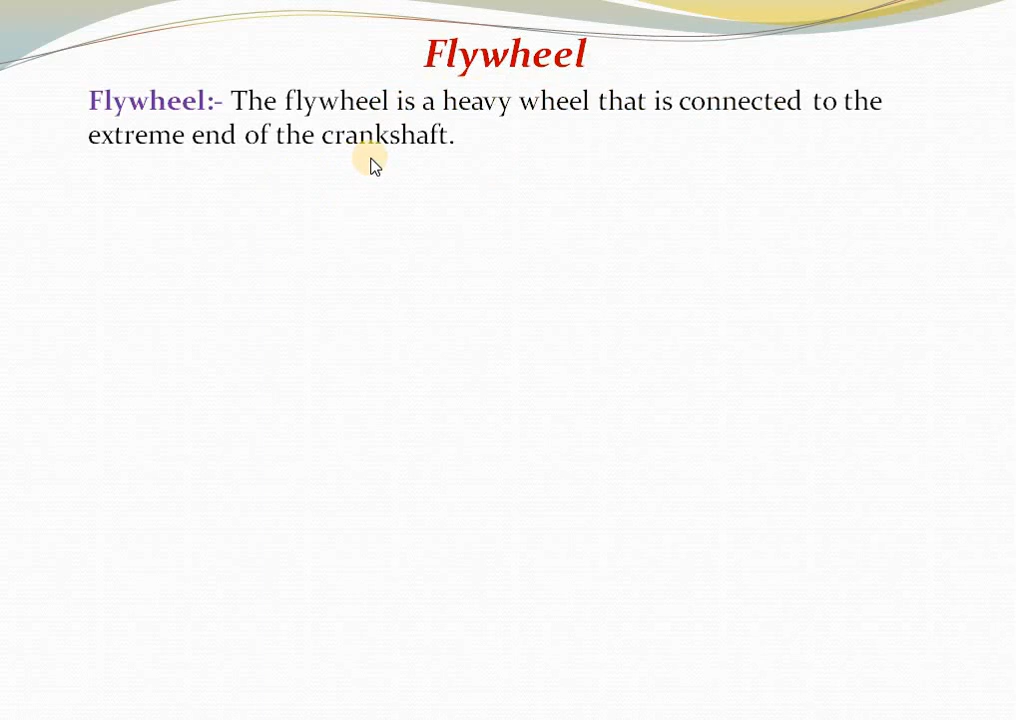 Flywheel
Flywheel:- The flywheel is a heavy wheel that is connected to the
extreme end of the crankshaft.